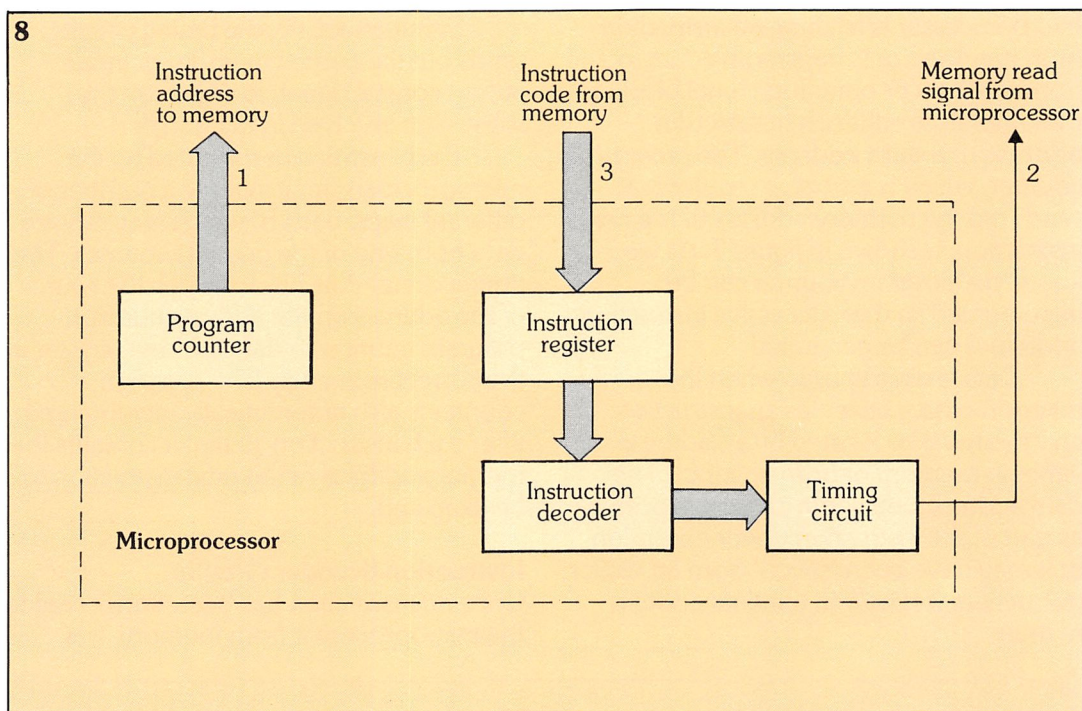 8
Instruction
address
to memory
Instruction
code from
memory
Memory read
signal from
microprocessor
1
3
2
Program
counter
Instruction
register
Instruction
decoder
Timing
circuit
Microprocessor